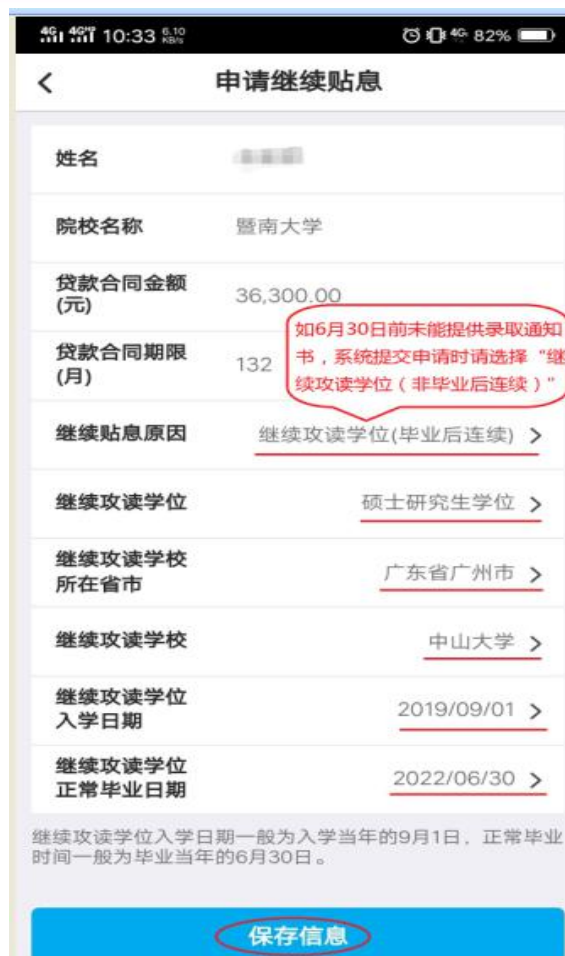 4G 4GHD 10:33 6.10 KB/s 4G 82%
申请继续贴息
姓名
院校名称 暨南大学
贷款合同金额
(元)
36,300.00
如6月30日前未能提供录取通知
书，系统提交申请时请选择“继
续攻读学位（非毕业后连续）”
贷款合同期限
(月)
132
继续贴息原因 继续攻读学位(毕业后连续)
继续攻读学位 硕士研究生学位
继续攻读学校
所在省市
广东省广州市
继续攻读学校 中山大学
继续攻读学位
入学日期
2019/09/01
继续攻读学位
正常毕业日期
2022/06/30
继续攻读学位入学日期一般为入学当年的9月1日，正常毕业
时间一般为毕业当年的6月30日。
保存信息